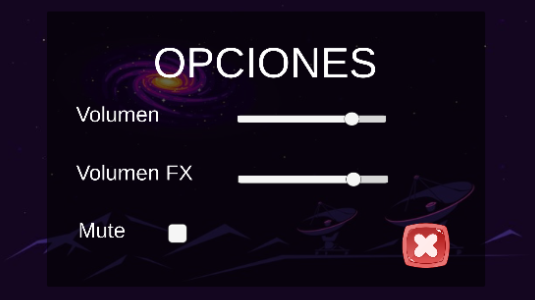 OPCIONES
Volumen
Volumen FX
Mute